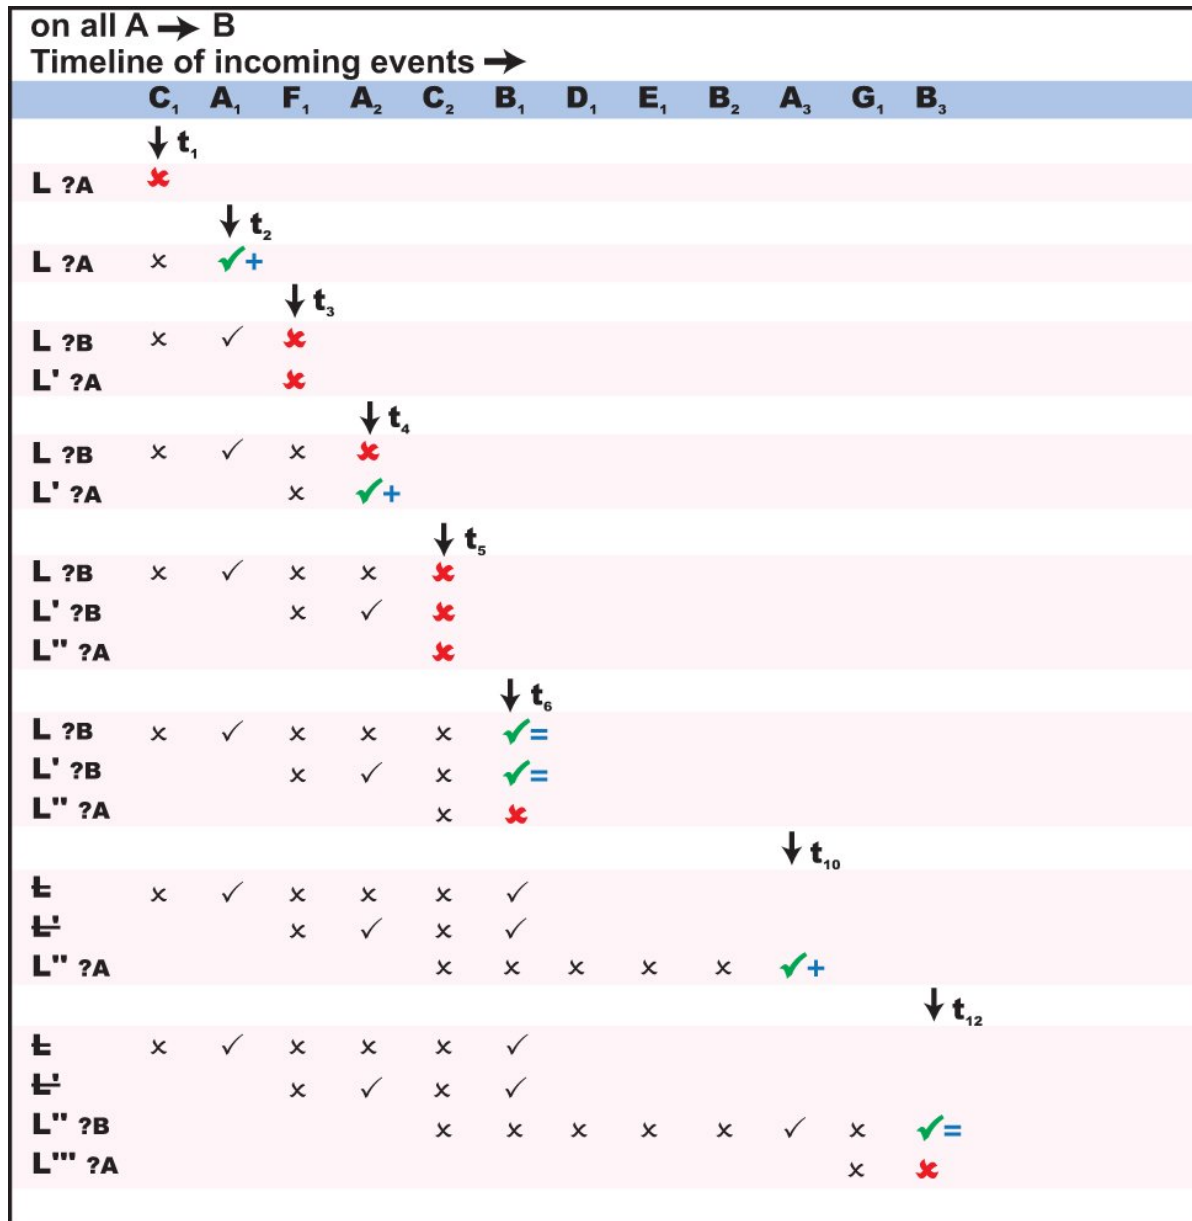 on all A → B
Timeline of incoming events →
C₁ A₁ F₁ A₂ C₂ B₁ D₁ E₁ B₂ A₃ G₁ B₃
↓ t₁
L ?A ✘
↓ t₂
L ?A ✗ ✔+
↓ t₃
L ?B ✗ ✓ ✘
L' ?A ✘
↓ t₄
L ?B ✗ ✓ ✗ ✘
L' ?A ✗ ✔+
↓ t₅
L ?B ✗ ✓ ✗ ✗ ✘
L' ?B ✗ ✓ ✘
L" ?A ✘
↓ t₆
L ?B ✗ ✓ ✗ ✗ ✗ ✔=
L' ?B ✗ ✓ ✗ ✔=
L" ?A ✗ ✘
↓ t₁₀
L ✗ ✓ ✗ ✗ ✗ ✓
L' ✗ ✓ ✗ ✓
L" ?A ✗ ✗ ✗ ✗ ✗ ✔+
↓ t₁₂
L ✗ ✓ ✗ ✗ ✗ ✓
L' ✗ ✓ ✗ ✓
L" ?B ✗ ✗ ✗ ✗ ✗ ✓ ✗ ✔=
L"' ?A ✗ ✘